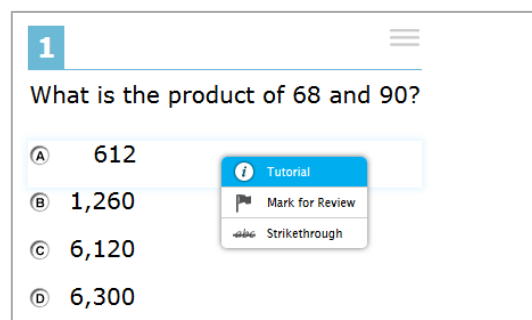 1
What is the product of 68 and 90?
A 612
B 1,260
C 6,120
D 6,300
i Tutorial
Mark for Review
abc Strikethrough